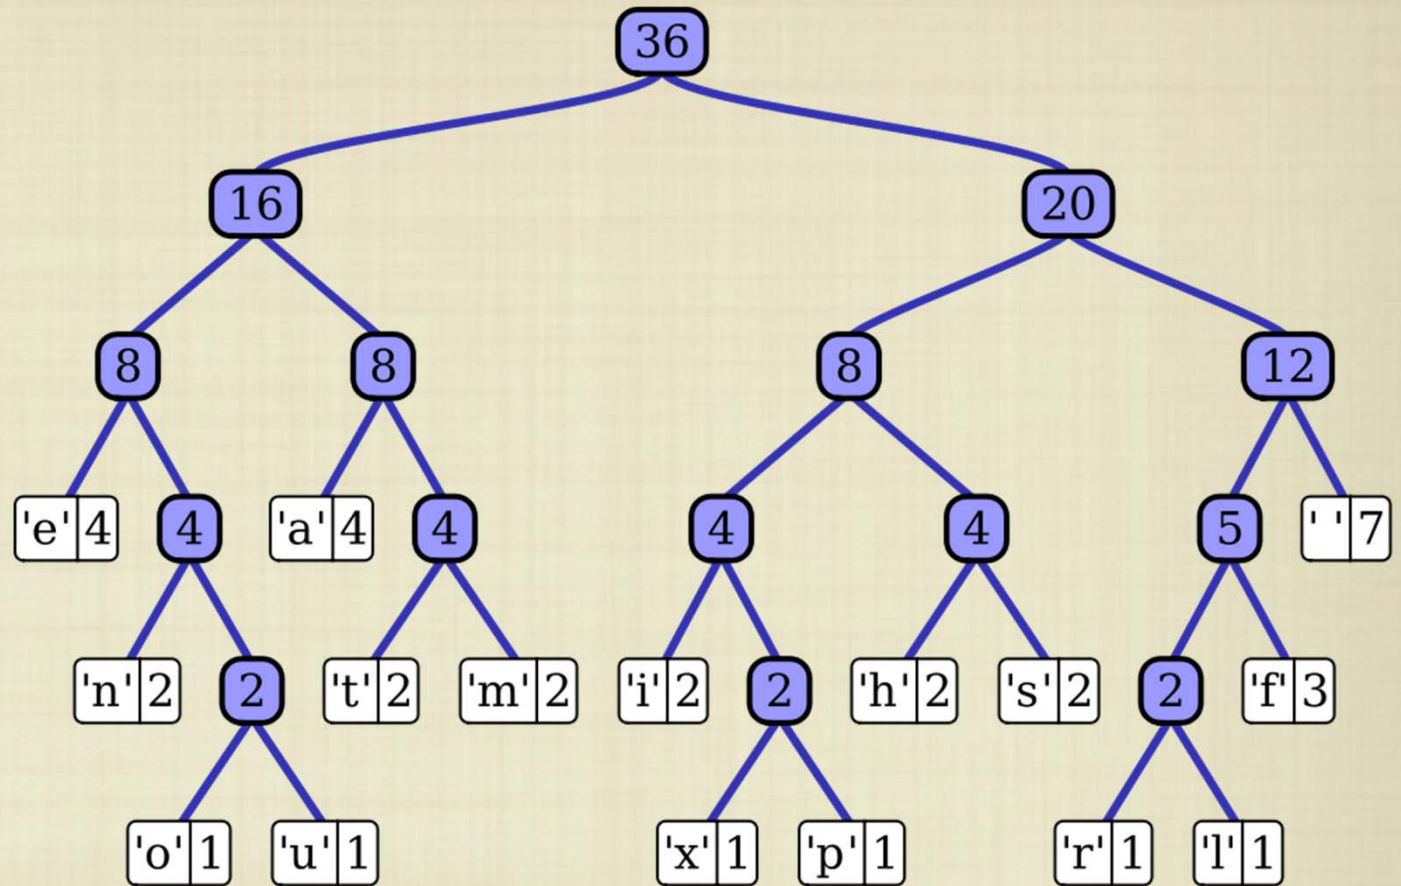 36
16 20
8 8 8 12
'e' 4 4 'a' 4 4 4 4 5 ' ' 7
'n' 2 2 't' 2 'm' 2 'i' 2 2 'h' 2 's' 2 2 'f' 3
'o' 1 'u' 1 'x' 1 'p' 1 'r' 1 'l' 1